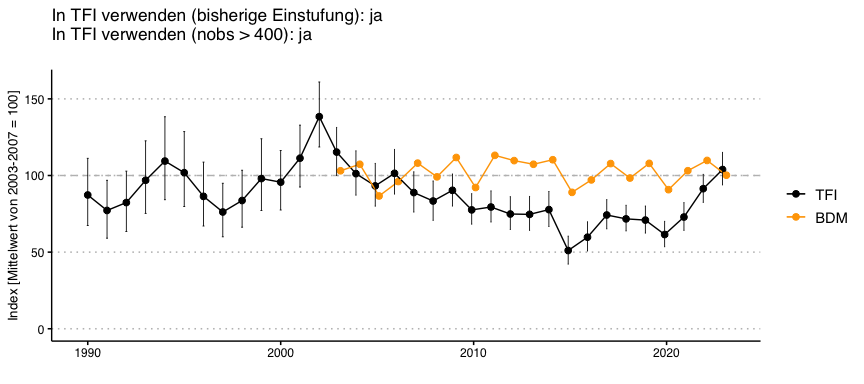 In TFI verwenden (bisherige Einstufung): ja
In TFI verwenden (nobs > 400): ja
Index [Mittelwert von 2003-2007 = 100]
150
100
50
0
1990
2000
2010
2020
TFI
BDM